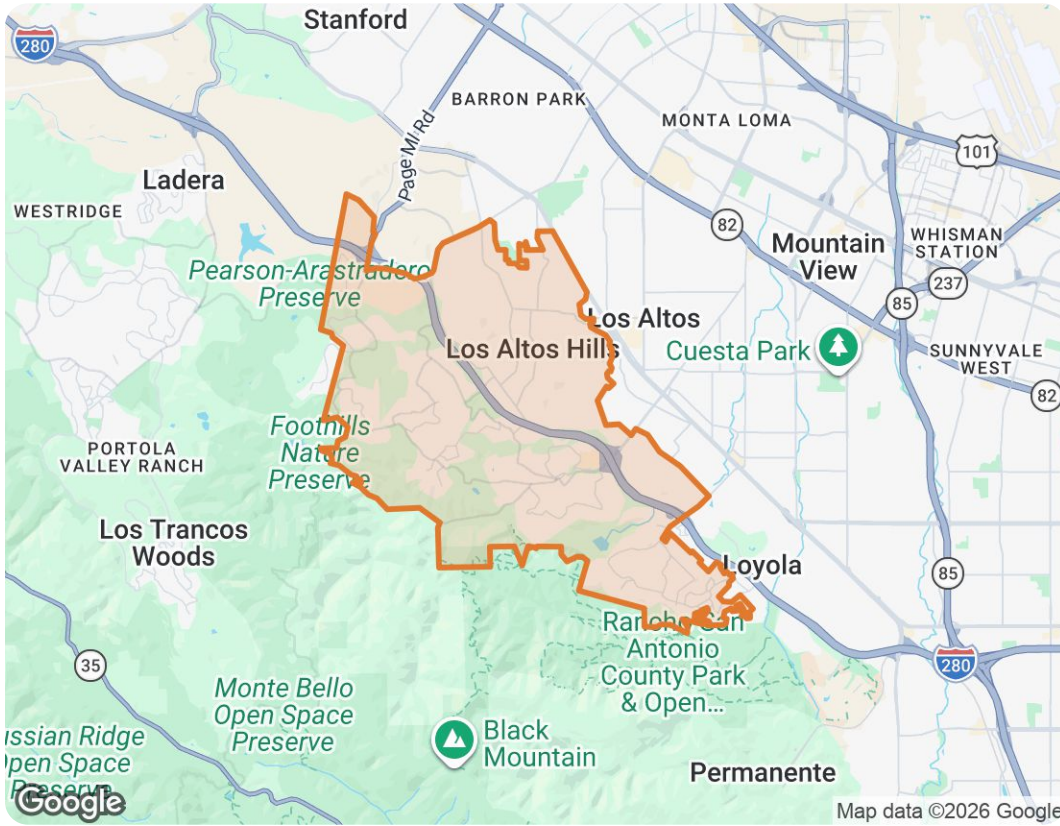 Stanford
280
BARRON PARK
MONTA LOMA
Page Mill Rd
101
Ladera
WESTRIDGE
82
Mountain
View
WHISMAN
STATION
237
Pearson-Arastradero
Preserve
85
Los Altos
Los Altos Hills
Cuesta Park
SUNNYVALE
WEST
82
Foothills
Nature
Preserve
PORTOLA
VALLEY RANCH
Los Trancos
Woods
Loyola
85
Rancho San
Antonio
County Park
& Open...
280
35
Monte Bello
Open Space
Preserve
ssian Ridge
Open Space
Preserve
Black
Mountain
Permanente
Google
Map data ©2026 Google